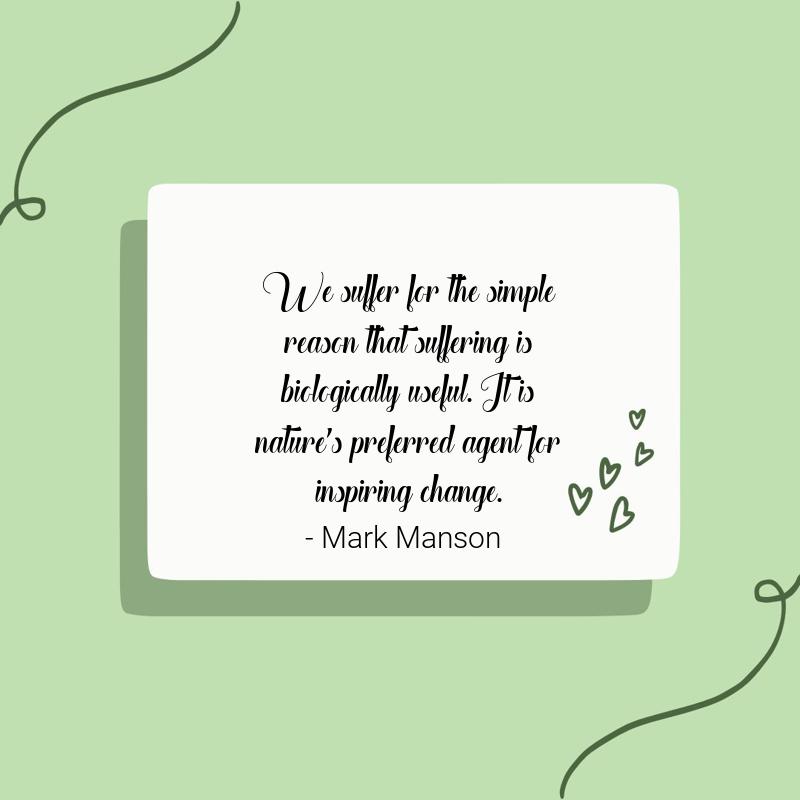 We suffer for the simple
reason that suffering is
biologically useful. It is
nature's preferred agent for
inspiring change.
- Mark Manson